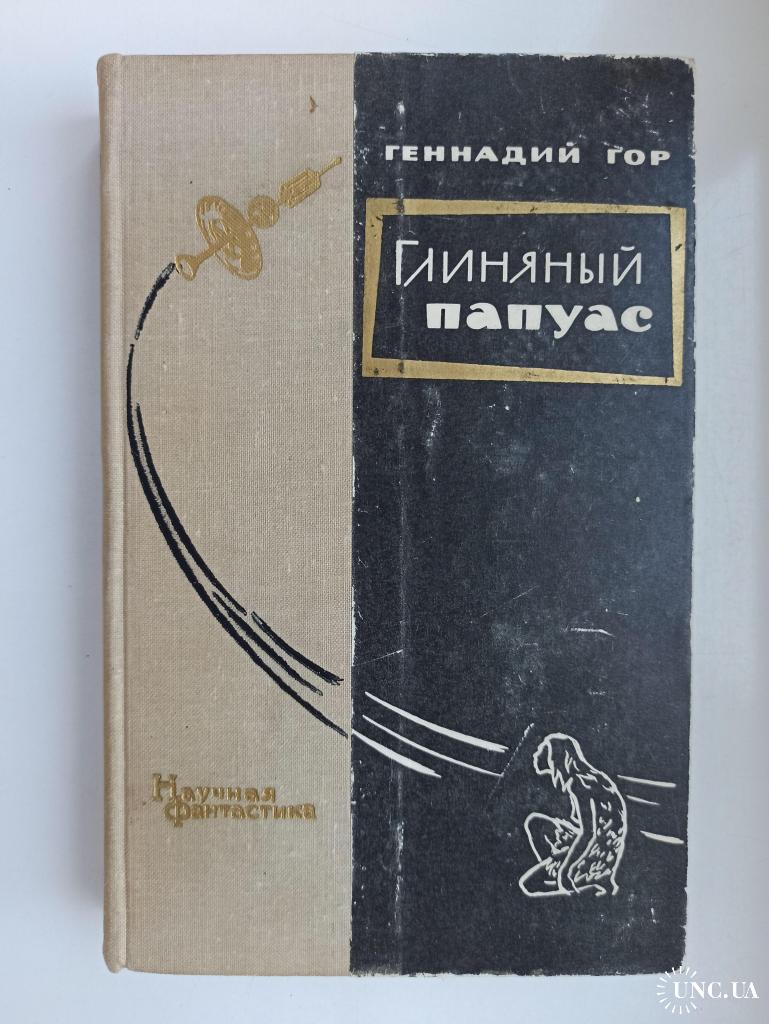 ГЕННАДИЙ ГОР
Глиняный
папуас
Научная
фантастика
UNC.UA